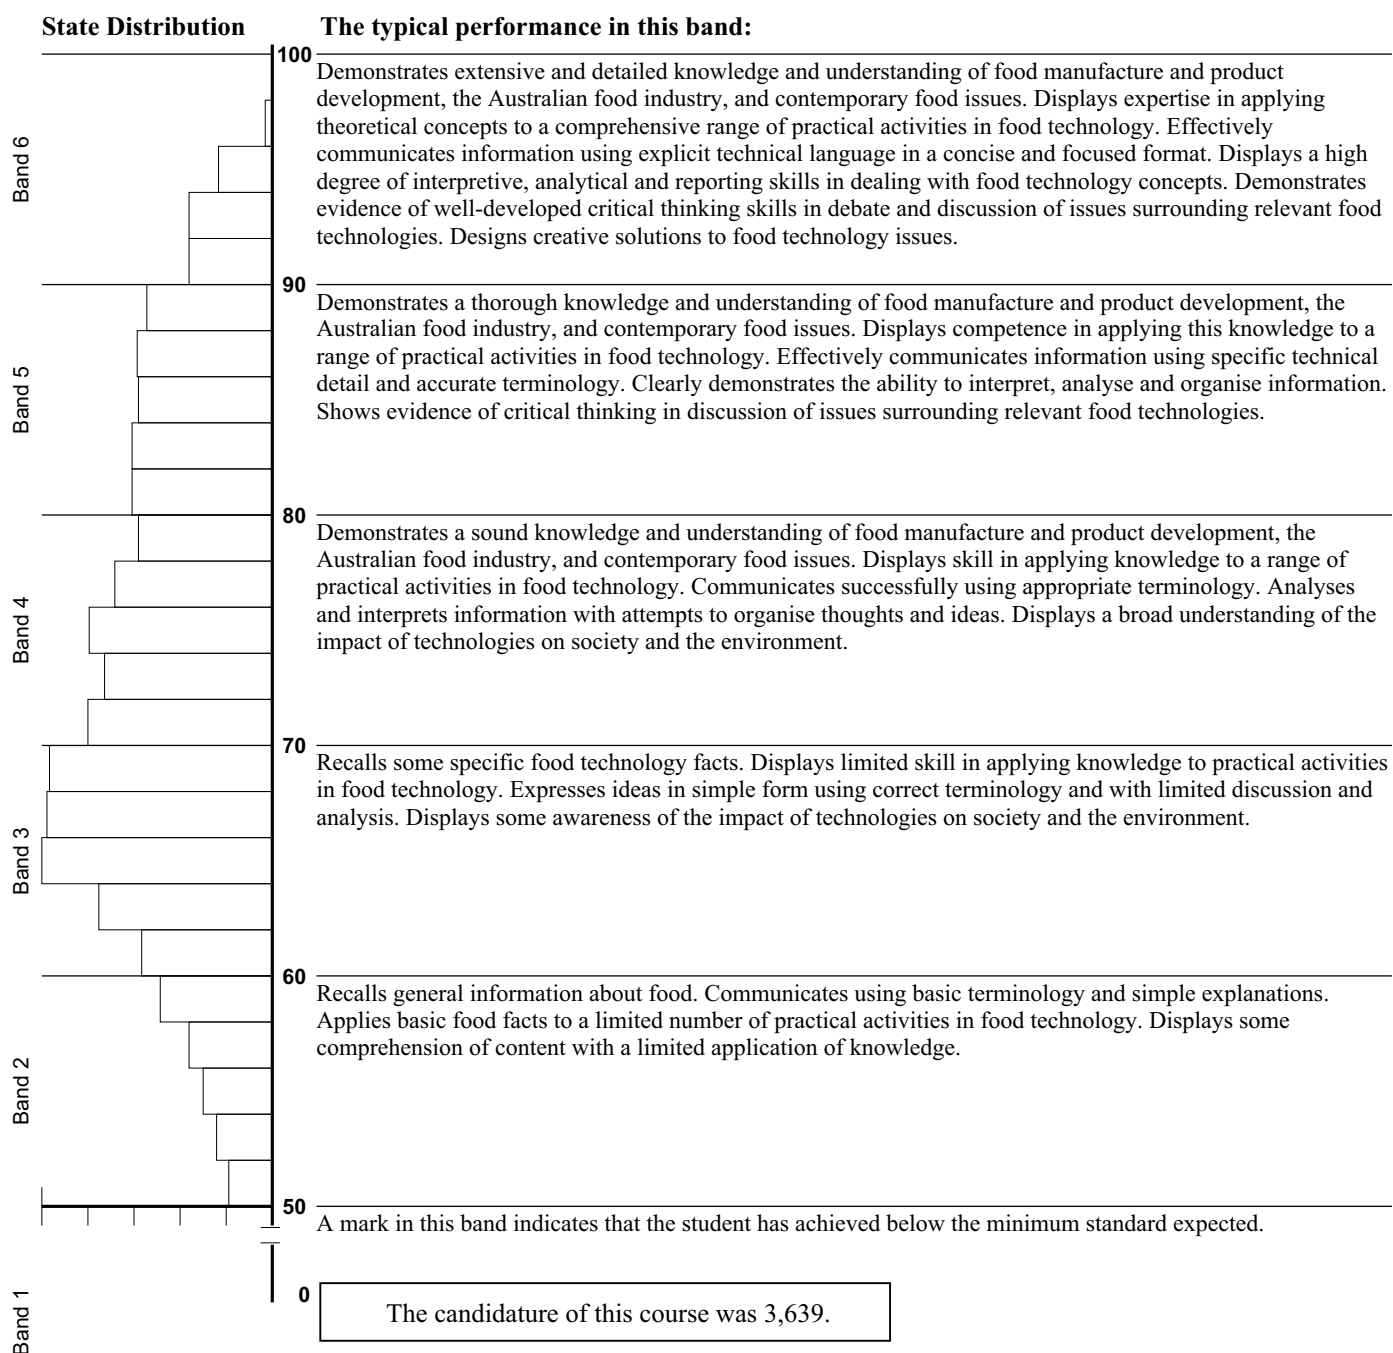 State Distribution
The typical performance in this band:
100
Band 6
Demonstrates extensive and detailed knowledge and understanding of food manufacture and product
development, the Australian food industry, and contemporary food issues. Displays expertise in applying
theoretical concepts to a comprehensive range of practical activities in food technology. Effectively
communicates information using explicit technical language in a concise and focused format. Displays a high
degree of interpretive, analytical and reporting skills in dealing with food technology concepts. Demonstrates
evidence of well-developed critical thinking skills in debate and discussion of issues surrounding relevant food
technologies. Designs creative solutions to food technology issues.
90
Band 5
Demonstrates a thorough knowledge and understanding of food manufacture and product development, the
Australian food industry, and contemporary food issues. Displays competence in applying this knowledge to a
range of practical activities in food technology. Effectively communicates information using specific technical
detail and accurate terminology. Clearly demonstrates the ability to interpret, analyse and organise information.
Shows evidence of critical thinking in discussion of issues surrounding relevant food technologies.
80
Band 4
Demonstrates a sound knowledge and understanding of food manufacture and product development, the
Australian food industry, and contemporary food issues. Displays skill in applying knowledge to a range of
practical activities in food technology. Communicates successfully using appropriate terminology. Analyses
and interprets information with attempts to organise thoughts and ideas. Displays a broad understanding of the
impact of technologies on society and the environment.
70
Band 3
Recalls some specific food technology facts. Displays limited skill in applying knowledge to practical activities
in food technology. Expresses ideas in simple form using correct terminology and with limited discussion and
analysis. Displays some awareness of the impact of technologies on society and the environment.
60
Band 2
Recalls general information about food. Communicates using basic terminology and simple explanations.
Applies basic food facts to a limited number of practical activities in food technology. Displays some
comprehension of content with a limited application of knowledge.
50
Band 1
A mark in this band indicates that the student has achieved below the minimum standard expected.
0
The candidature of this course was 3,639.